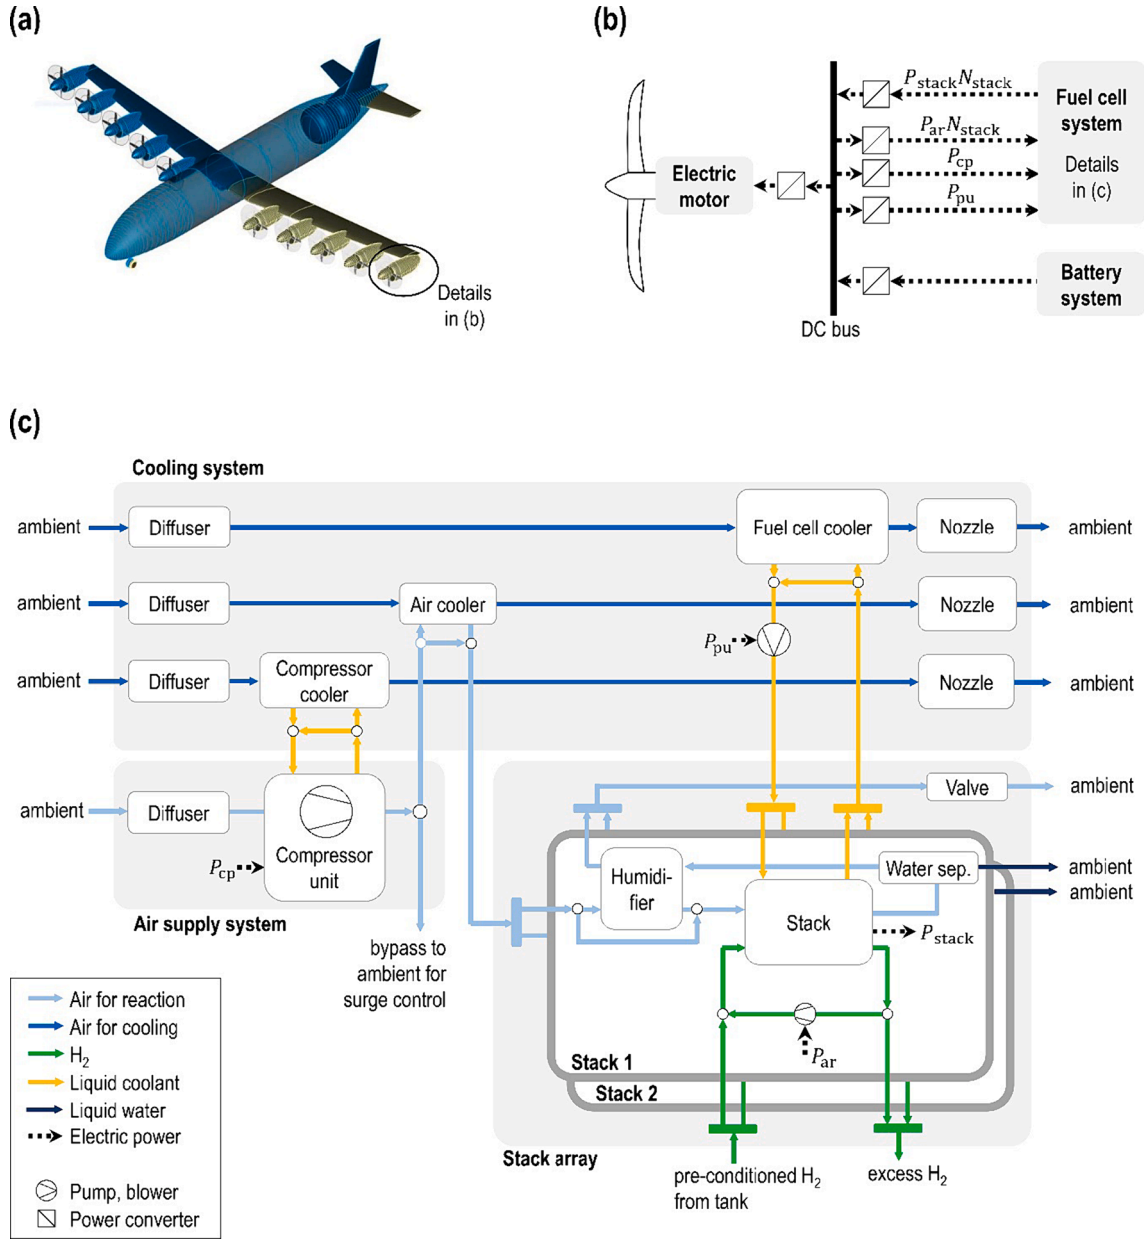 (a)
Details
in (b)
(b)
P_stack N_stack
P_ar N_stack
P_cp
P_pu
Fuel cell
system
Details
in (c)
Electric
motor
Battery
system
DC bus
(c)
Cooling system
ambient
Diffuser
Fuel cell cooler
Nozzle
ambient
ambient
Diffuser
Air cooler
Nozzle
ambient
P_pu
ambient
Diffuser
Compressor
cooler
Nozzle
ambient
ambient
Diffuser
Compressor
unit
P_cp
Air supply system
bypass to
ambient for
surge control
Valve
ambient
Humidi-
fier
Water sep.
ambient
ambient
Stack
P_stack
P_ar
Stack 1
Stack 2
Stack array
pre-conditioned H₂
from tank
excess H₂
Air for reaction
Air for cooling
H₂
Liquid coolant
Liquid water
Electric power
Pump, blower
Power converter